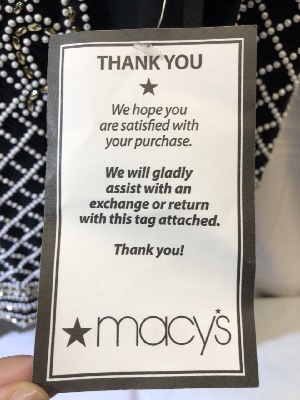 THANK YOU
We hope you
are satisfied with
your purchase.
We will gladly
assist with an
exchange or return
with this tag attached.
Thank you!
macy's